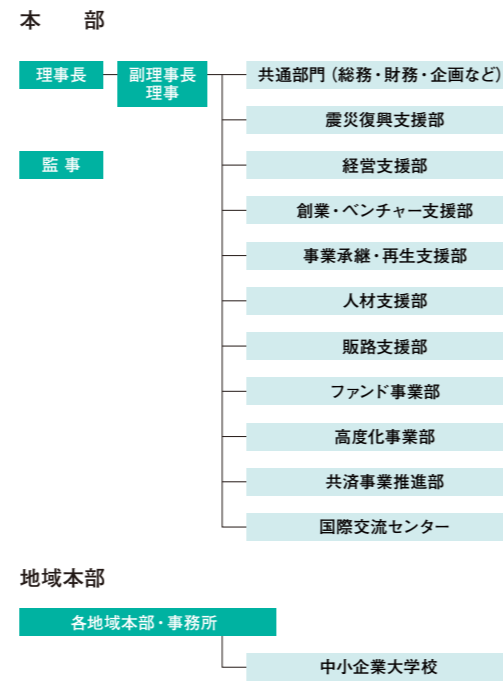 本　部
理事長
副理事長
理事
共通部門（総務・財務・企画など）
震災復興支援部
監 事
経営支援部
創業・ベンチャー支援部
事業承継・再生支援部
人材支援部
販路支援部
ファンド事業部
高度化事業部
共済事業推進部
国際交流センター
地域本部
各地域本部・事務所
中小企業大学校